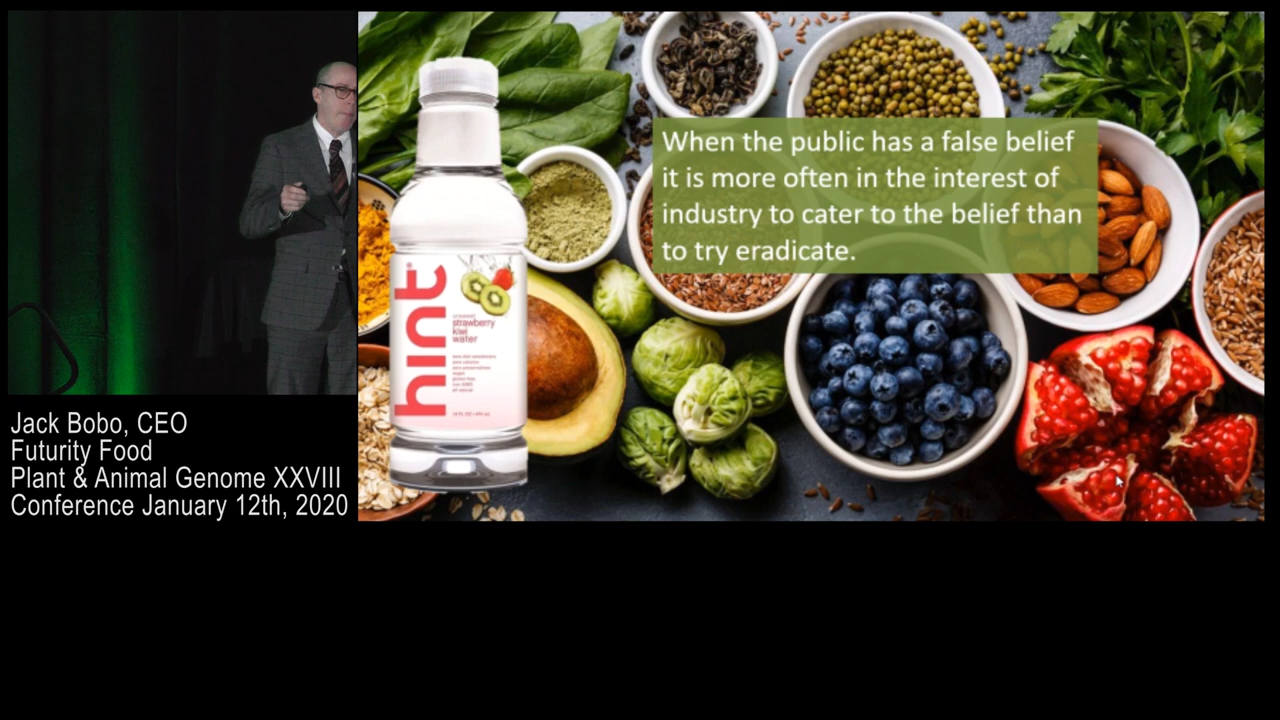 When the public has a false belief
it is more often in the interest of
industry to cater to the belief than
to try eradicate.
hint
strawberry
kiwi
water
Jack Bobo, CEO
Futurity Food
Plant & Animal Genome XXVIII
Conference January 12th, 2020